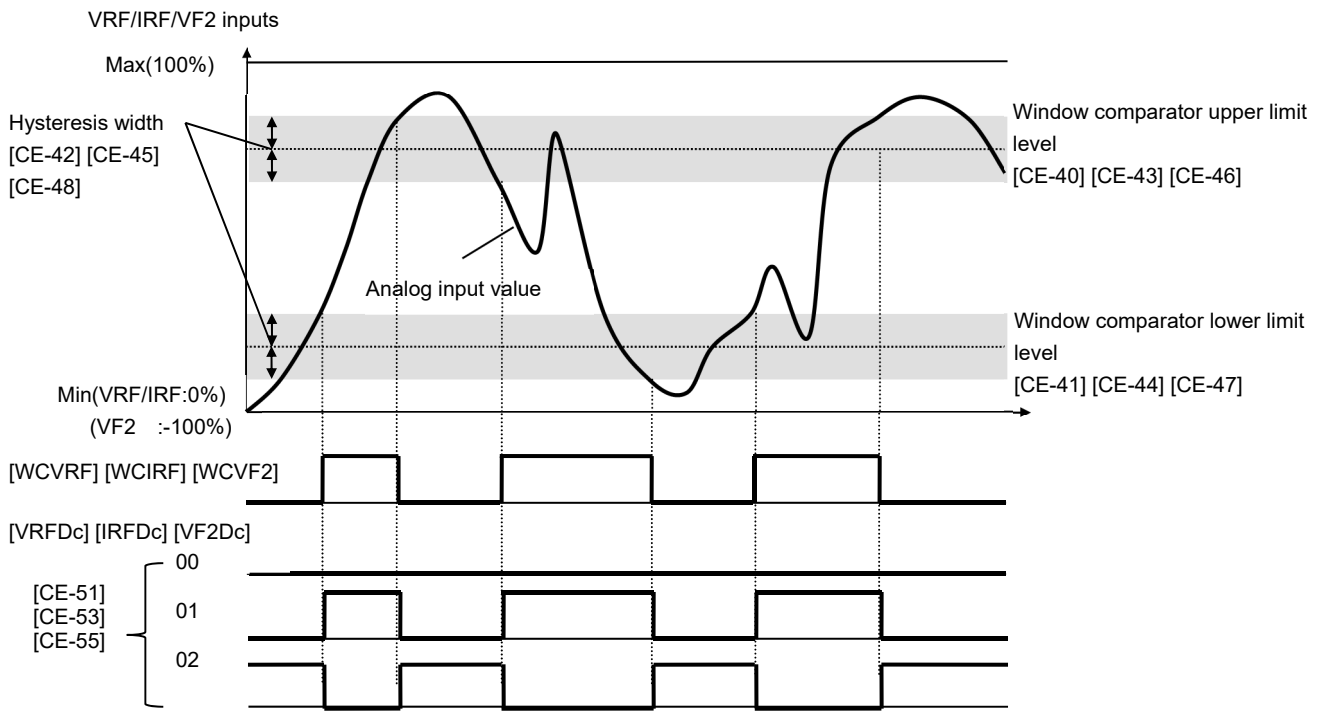 VRF/IRF/VF2 inputs
Max(100%)
Hysteresis width
[CE-42] [CE-45]
[CE-48]
Window comparator upper limit
level
[CE-40] [CE-43] [CE-46]
Analog input value
Window comparator lower limit
level
[CE-41] [CE-44] [CE-47]
Min(VRF/IRF:0%)
(VF2 :-100%)
[WCVRF] [WCIRF] [WCVF2]
[VRFDc] [IRFDc] [VF2Dc]
00
[CE-51]
[CE-53]
[CE-55]
01
02